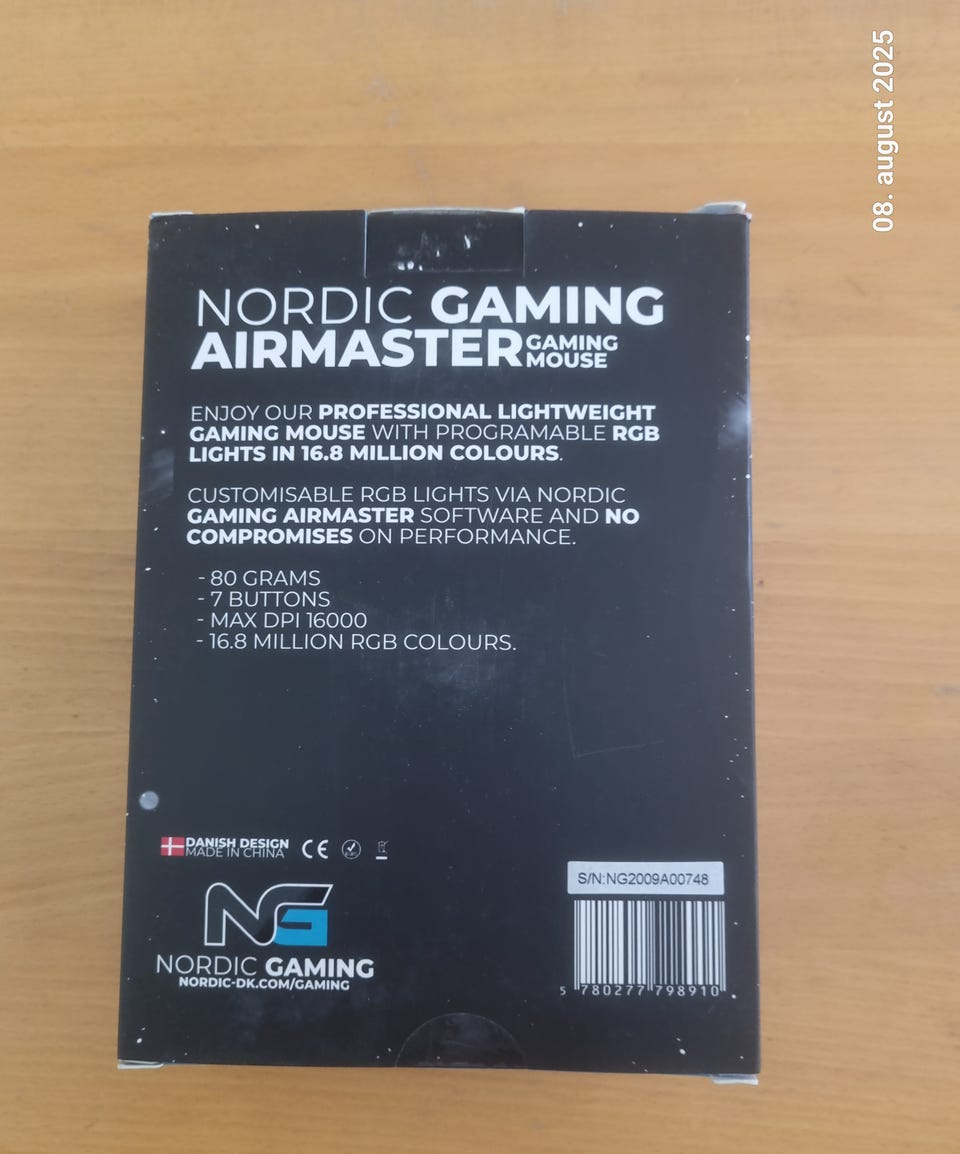 08. august 2025
NORDIC GAMING
AIRMASTER GAMING MOUSE
ENJOY OUR PROFESSIONAL LIGHTWEIGHT
GAMING MOUSE WITH PROGRAMABLE RGB
LIGHTS IN 16.8 MILLION COLOURS.
CUSTOMISABLE RGB LIGHTS VIA NORDIC
GAMING AIRMASTER SOFTWARE AND NO
COMPROMISES ON PERFORMANCE.
- 80 GRAMS
- 7 BUTTONS
- MAX DPI 16000
- 16.8 MILLION RGB COLOURS.
DANISH DESIGN
MADE IN CHINA
CE
NG
NORDIC GAMING
NORDIC-DK.COM/GAMING
S/N:NG2009A00748
5 780277 798910